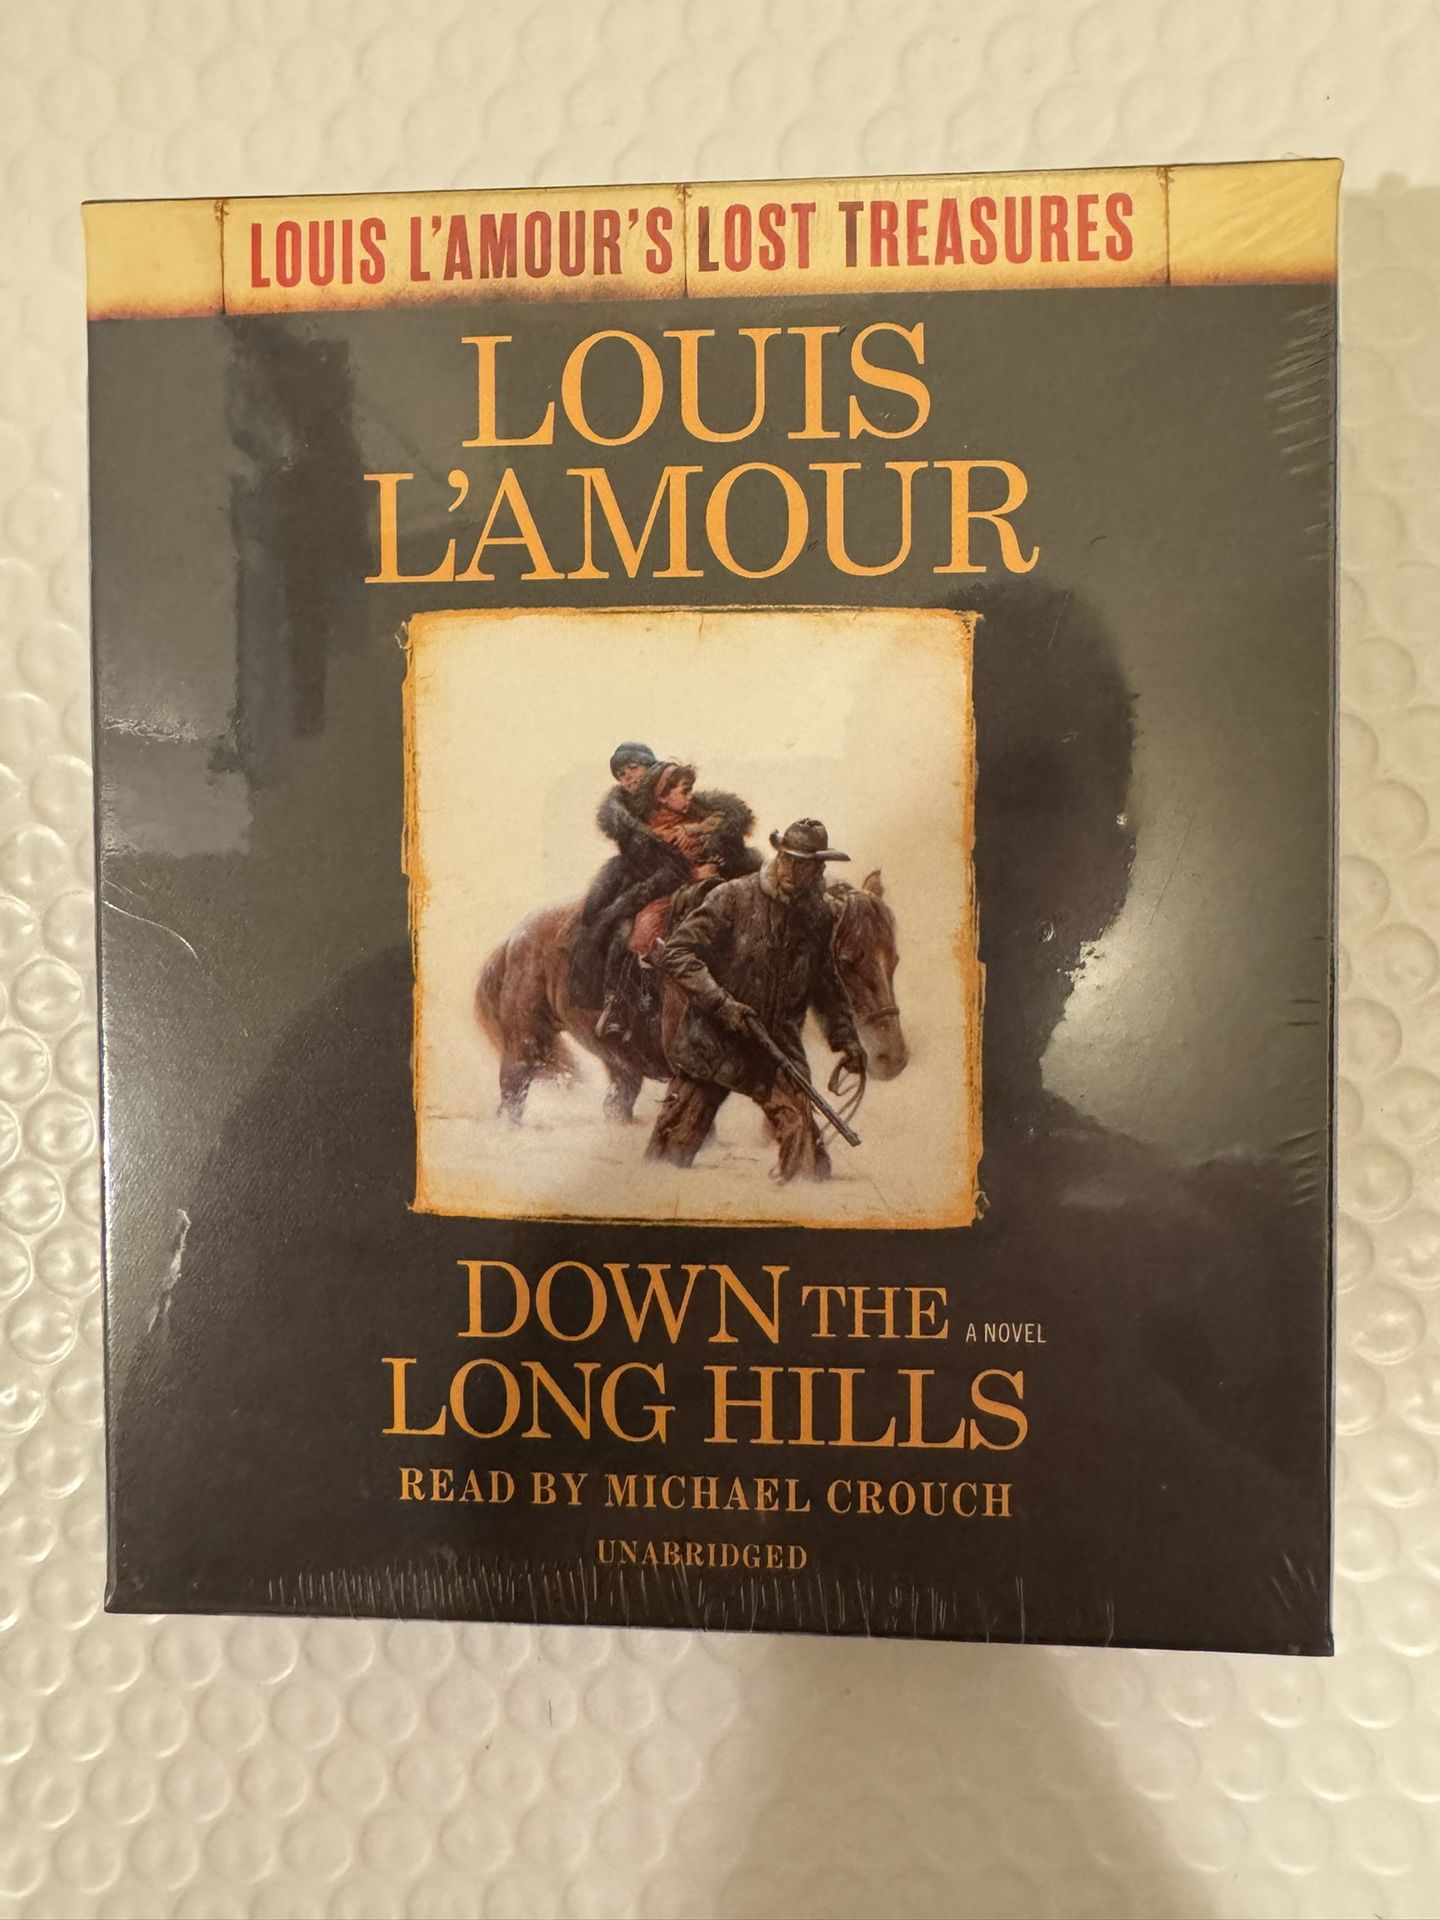 LOUIS L'AMOUR'S LOST TREASURES
LOUIS
L'AMOUR
DOWN THE
A NOVEL
LONG HILLS
READ BY MICHAEL CROUCH
UNABRIDGED